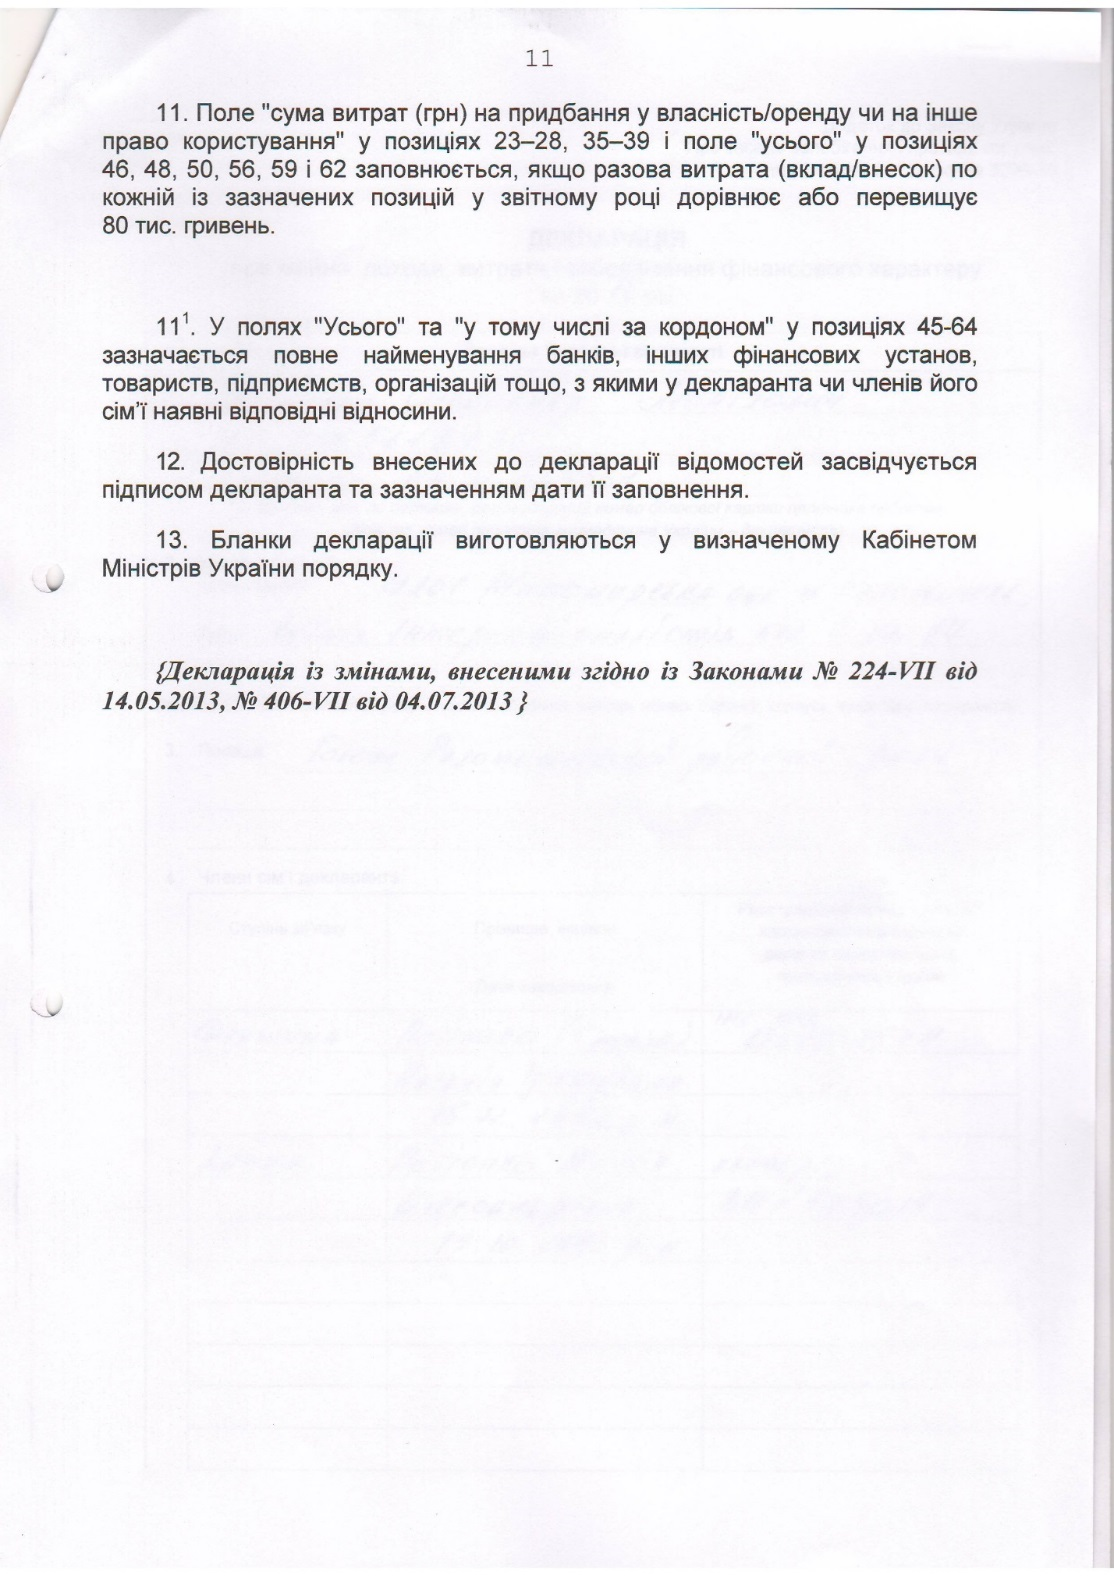 11
11. Поле "сума витрат (грн) на придбання у власність/оренду чи на інше
право користування" у позиціях 23–28, 35–39 і поле "усього" у позиціях
46, 48, 50, 56, 59 і 62 заповнюється, якщо разова витрата (вклад/внесок) по
кожній із зазначених позицій у звітному році дорівнює або перевищує
80 тис. гривень.
11¹. У полях "Усього" та "у тому числі за кордоном" у позиціях 45-64
зазначається повне найменування банків, інших фінансових установ,
товариств, підприємств, організацій тощо, з якими у декларанта чи членів його
сім'ї наявні відповідні відносини.
12. Достовірність внесених до декларації відомостей засвідчується
підписом декларанта та зазначенням дати її заповнення.
13. Бланки декларації виготовляються у визначеному Кабінетом
Міністрів України порядку.
{Декларація із змінами, внесеними згідно із Законами № 224-VII від
14.05.2013, № 406-VII від 04.07.2013 }